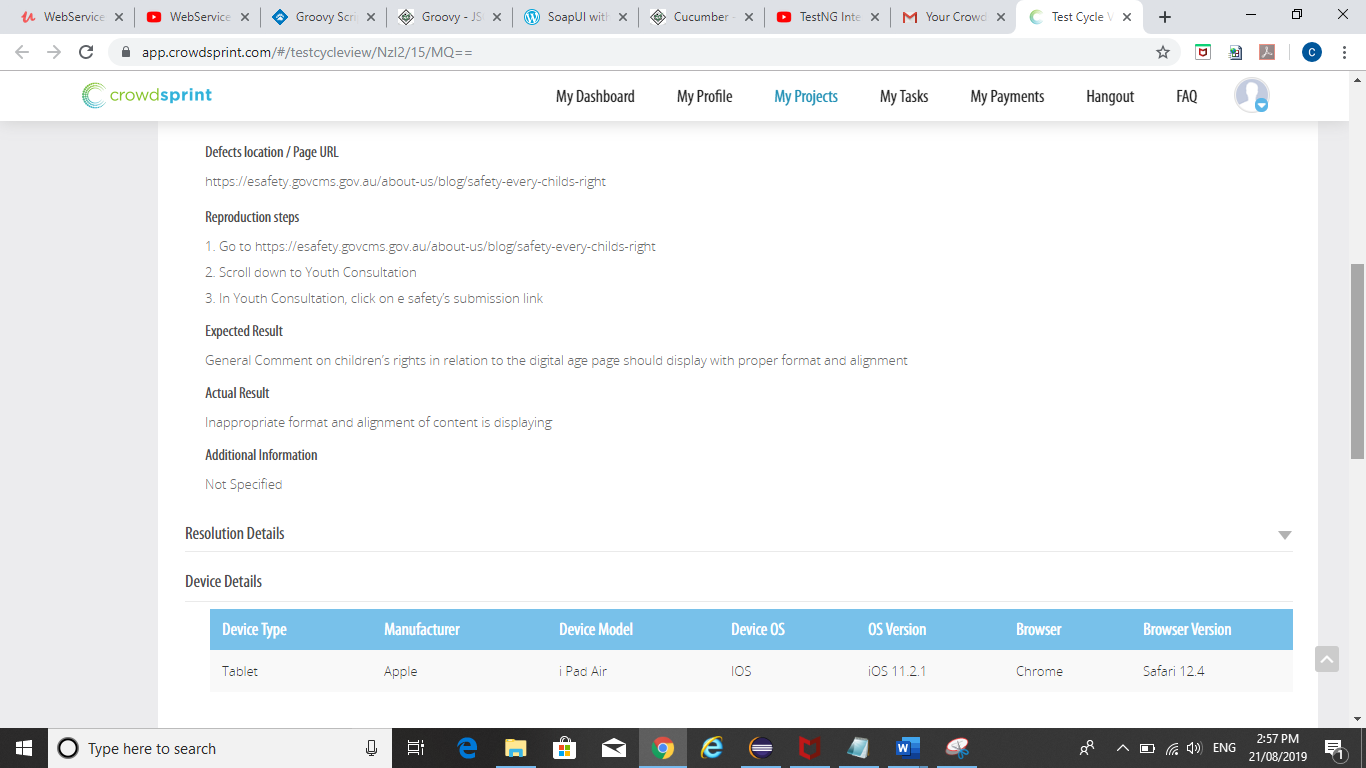 WebService
WebService
Groovy Scri
Groovy - JS
SoapUI with
Cucumber -
TestNG Inte
Your Crowd
Test Cycle V
app.crowdsprint.com/#/testcycleview/NzI2/15/MQ==
C
crowdsprint
My Dashboard
My Profile
My Projects
My Tasks
My Payments
Hangout
FAQ
Defects location / Page URL
https://esafety.govcms.gov.au/about-us/blog/safety-every-childs-right
Reproduction steps
1. Go to https://esafety.govcms.gov.au/about-us/blog/safety-every-childs-right
2. Scroll down to Youth Consultation
3. In Youth Consultation, click on e safety's submission link
Expected Result
General Comment on children's rights in relation to the digital age page should display with proper format and alignment
Actual Result
Inappropriate format and alignment of content is displaying
Additional Information
Not Specified
Resolution Details
Device Details
Device Type Manufacturer Device Model Device OS OS Version Browser Browser Version
Tablet Apple i Pad Air IOS iOS 11.2.1 Chrome Safari 12.4
Type here to search
ENG
2:57 PM
21/08/2019
1